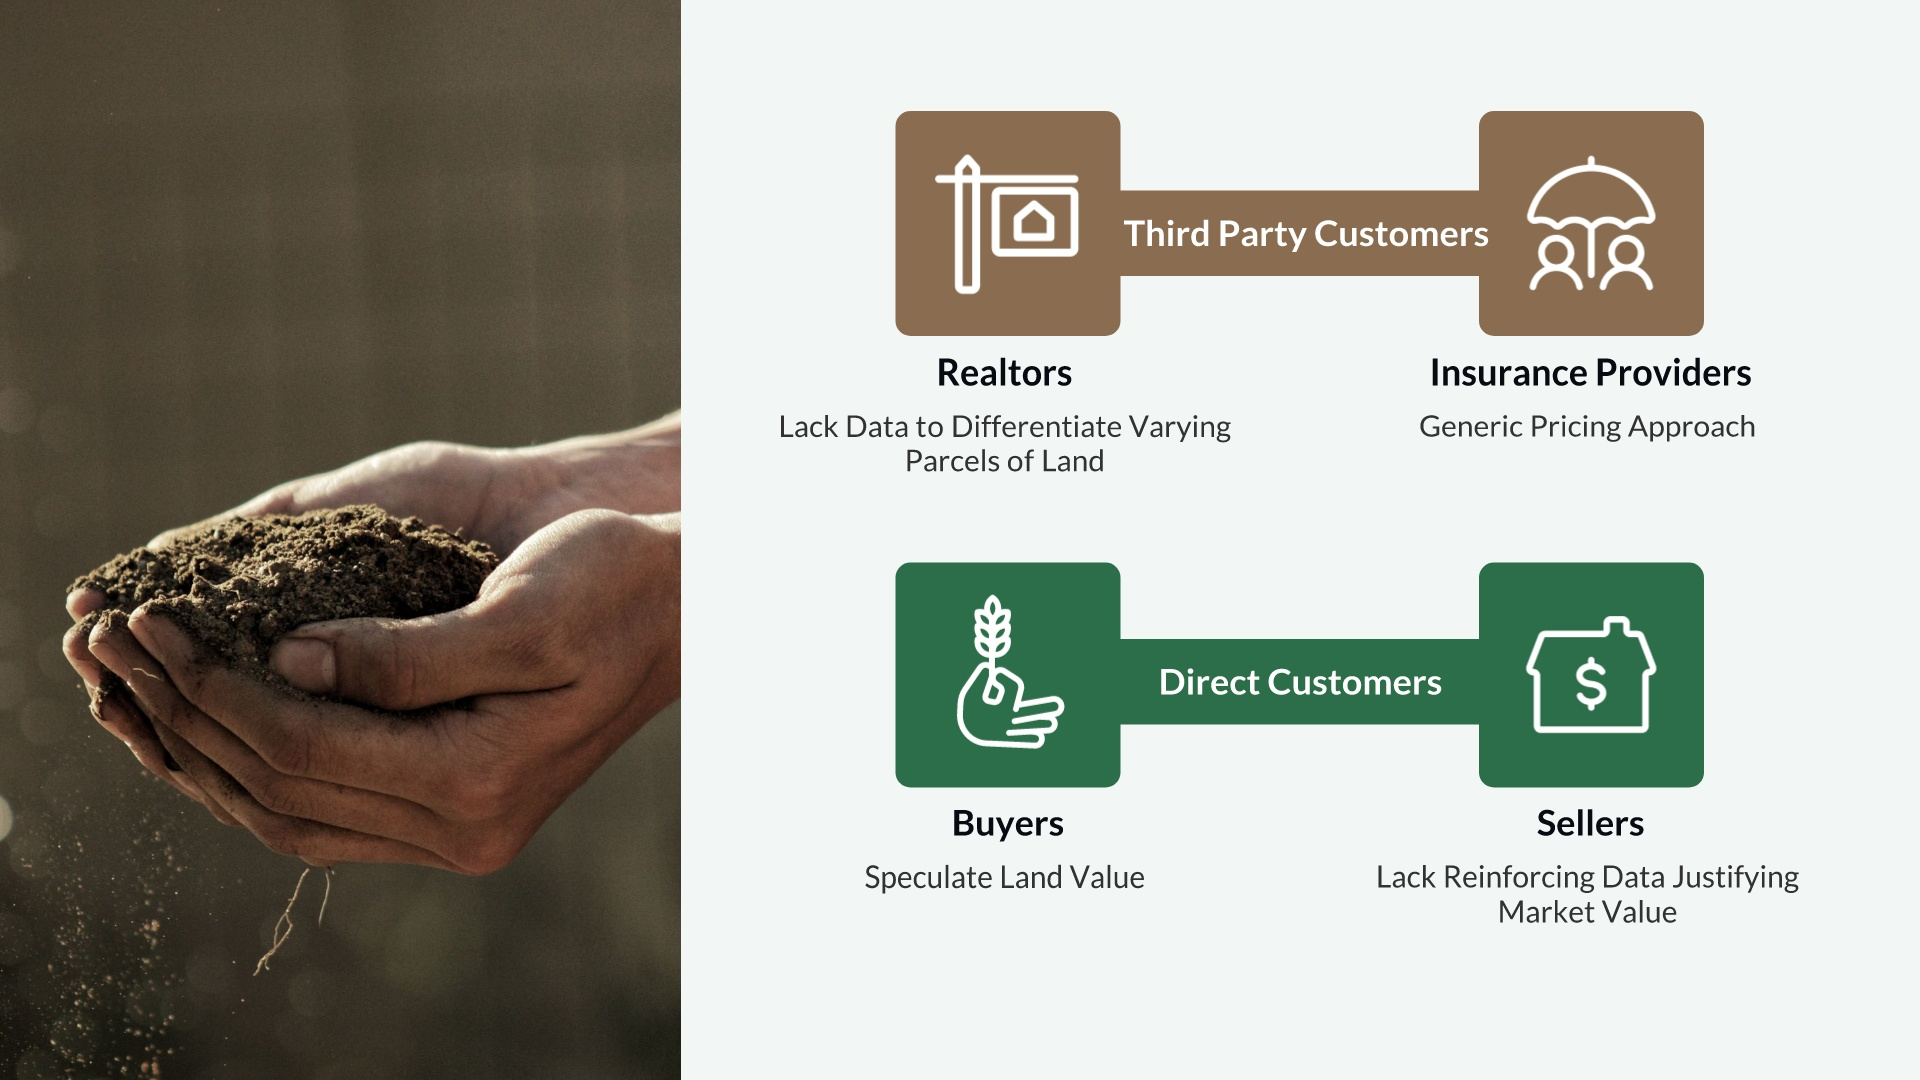 Third Party Customers
Realtors
Insurance Providers
Lack Data to Differentiate Varying
Parcels of Land
Generic Pricing Approach
Direct Customers
$
Buyers
Sellers
Speculate Land Value
Lack Reinforcing Data Justifying
Market Value